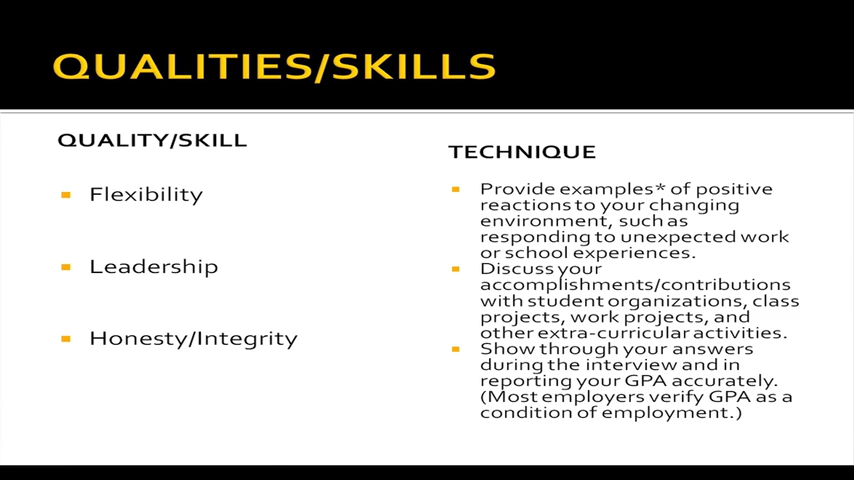 QUALITIES/SKILLS
QUALITY/SKILL
Flexibility
Leadership
Honesty/Integrity
TECHNIQUE
Provide examples* of positive
reactions to your changing
environment, such as
responding to unexpected work
or school experiences.
Discuss your
accomplishments/contributions
with student organizations, class
projects, work projects, and
other extra-curricular activities.
Show through your answers
during the interview and in
reporting your GPA accurately.
(Most employers verify GPA as a
condition of employment.)